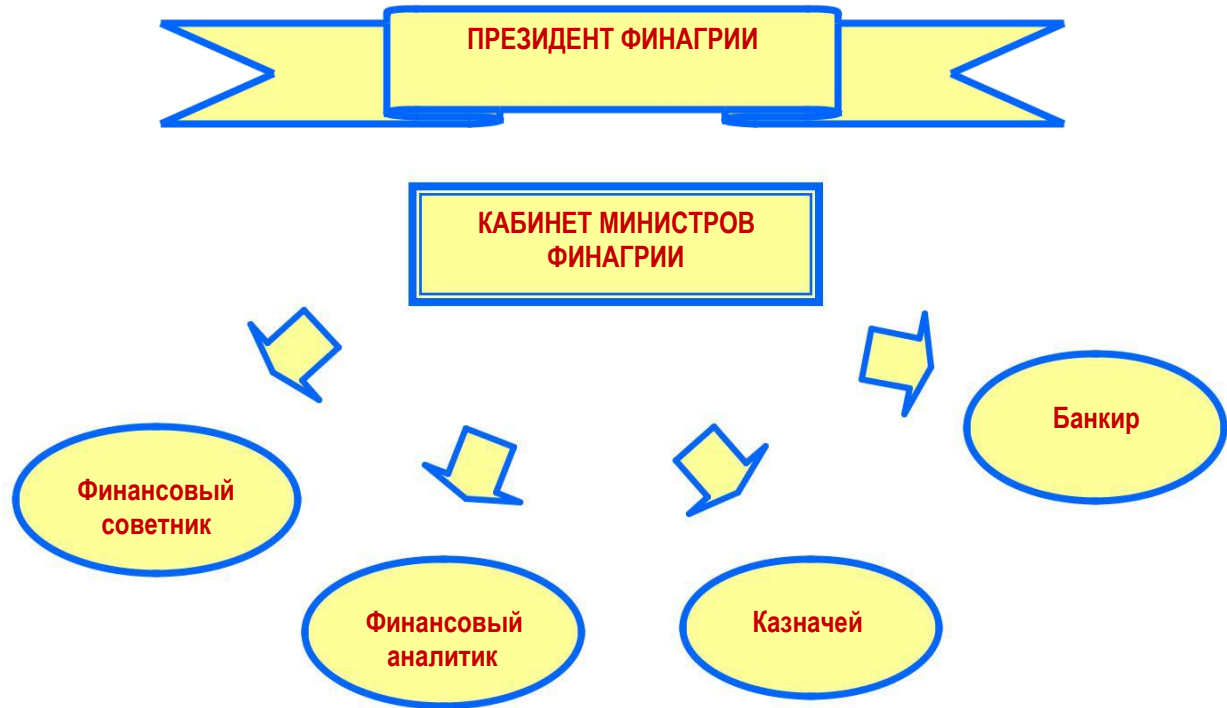 ПРЕЗИДЕНТ ФИНАГРИИ
КАБИНЕТ МИНИСТРОВ
ФИНАГРИИ
Банкир
Финансовый
советник
Финансовый
аналитик
Казначей